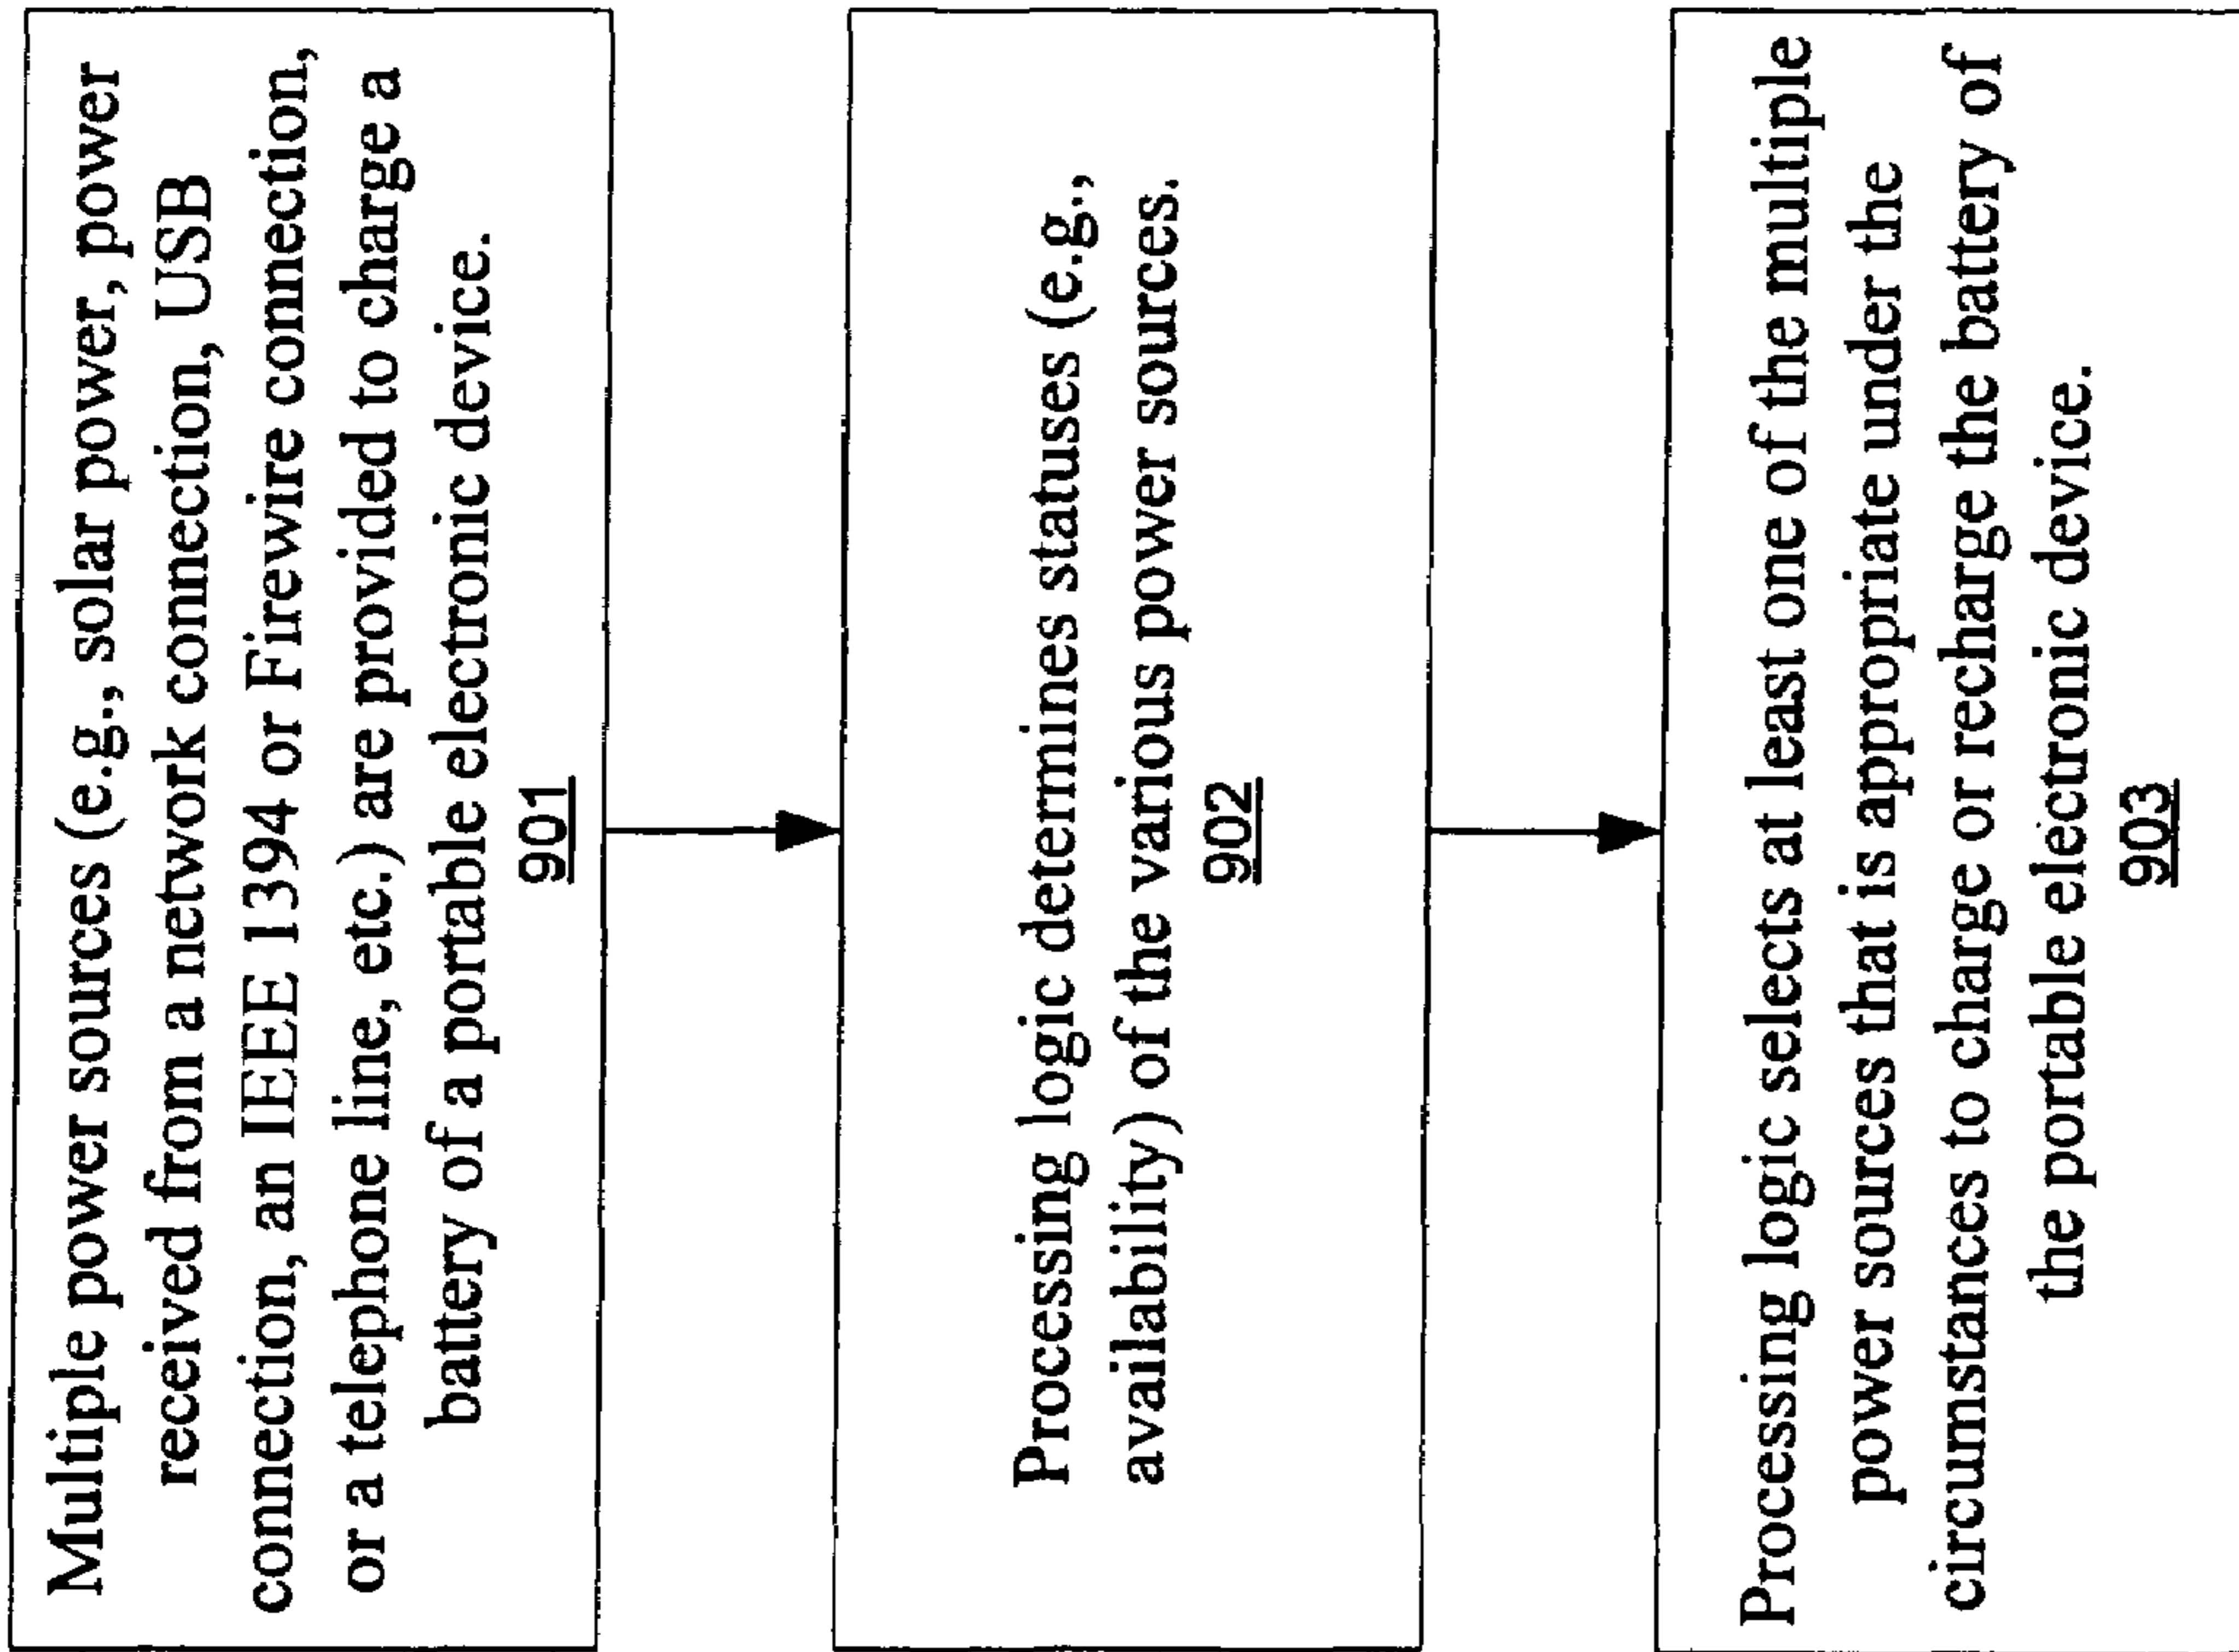 Multiple power sources (e.g., solar power, power
received from a network connection, USB
connection, an IEEE 1394 or Firewire connection,
or a telephone line, etc.) are provided to charge a
battery of a portable electronic device.
901
Processing logic determines statuses (e.g.,
availability) of the various power sources.
902
Processing logic selects at least one of the multiple
power sources that is appropriate under the
circumstances to charge or recharge the battery of
the portable electronic device.
903